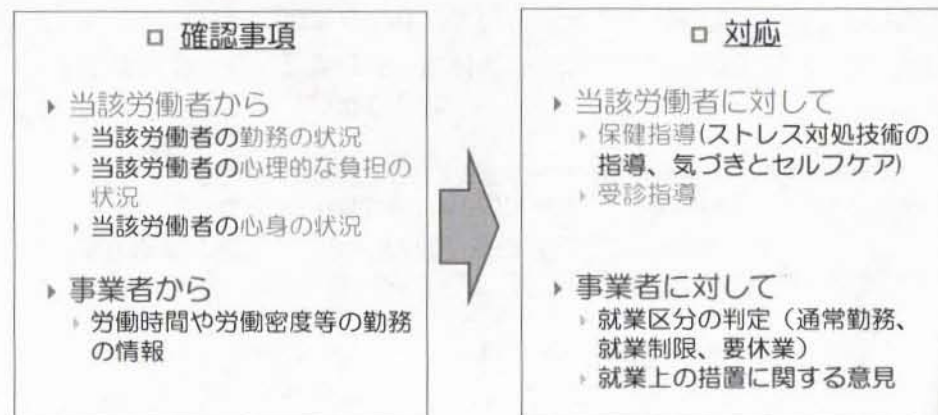 確認事項
当該労働者から
当該労働者の勤務の状況
当該労働者の心理的な負担の
状況
当該労働者の心身の状況
事業者から
労働時間や労働密度等の勤務
の情報
対応
当該労働者に対して
保健指導(ストレス対処技術の
指導、気づきとセルフケア)
受診指導
事業者に対して
就業区分の判定（通常勤務、
就業制限、要休業）
就業上の措置に関する意見